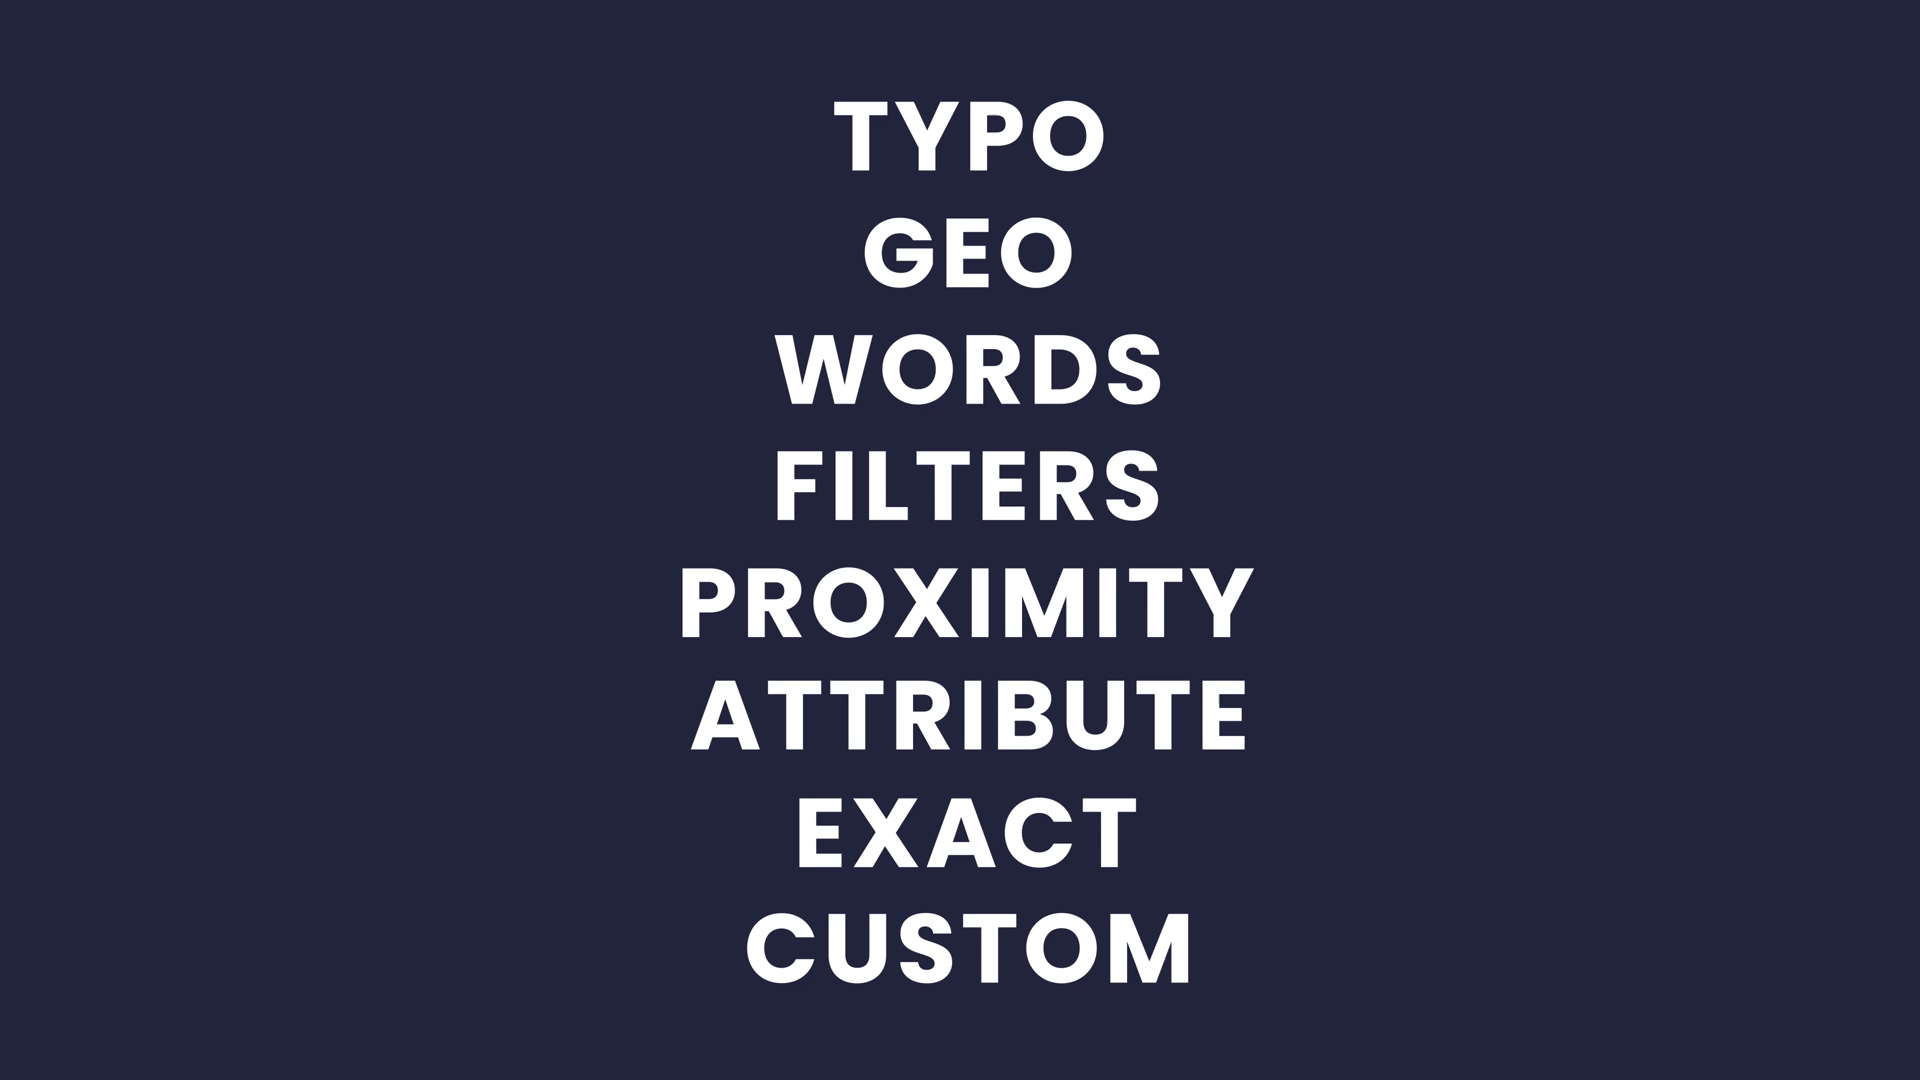 TYPO
GEO
WORDS
FILTERS
PROXIMITY
ATTRIBUTE
EXACT
CUSTOM